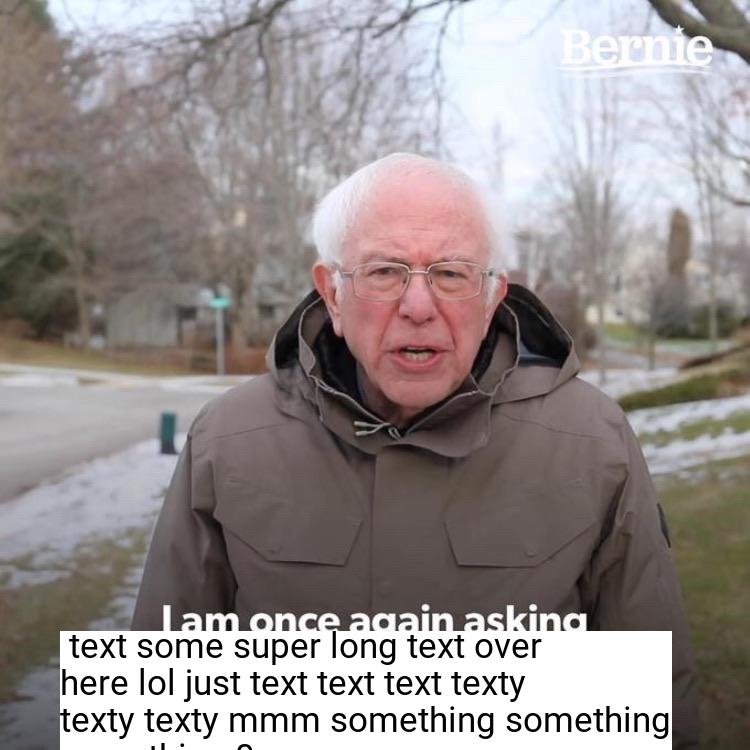 Bernie
I am once again asking
text some super long text over
here lol just text text text texty
texty texty mmm something something